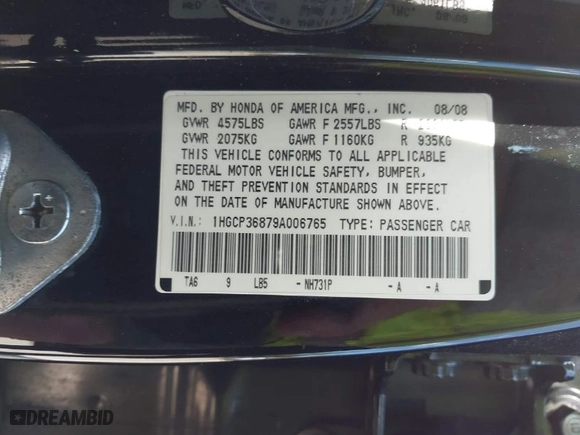 MFD. BY HONDA OF AMERICA MFG., INC. 08/08
GVWR 4575LBS GAWR F 2557LBS R
GVWR 2075KG GAWR F 1160KG R 935KG
THIS VEHICLE CONFORMS TO ALL APPLICABLE
FEDERAL MOTOR VEHICLE SAFETY, BUMPER,
AND THEFT PREVENTION STANDARDS IN EFFECT
ON THE DATE OF MANUFACTURE SHOWN ABOVE.
V.I.N.: 1HGCP36879A006765 TYPE: PASSENGER CAR
TA6 9 LB5 -NH731P -A -A
DREAMBID